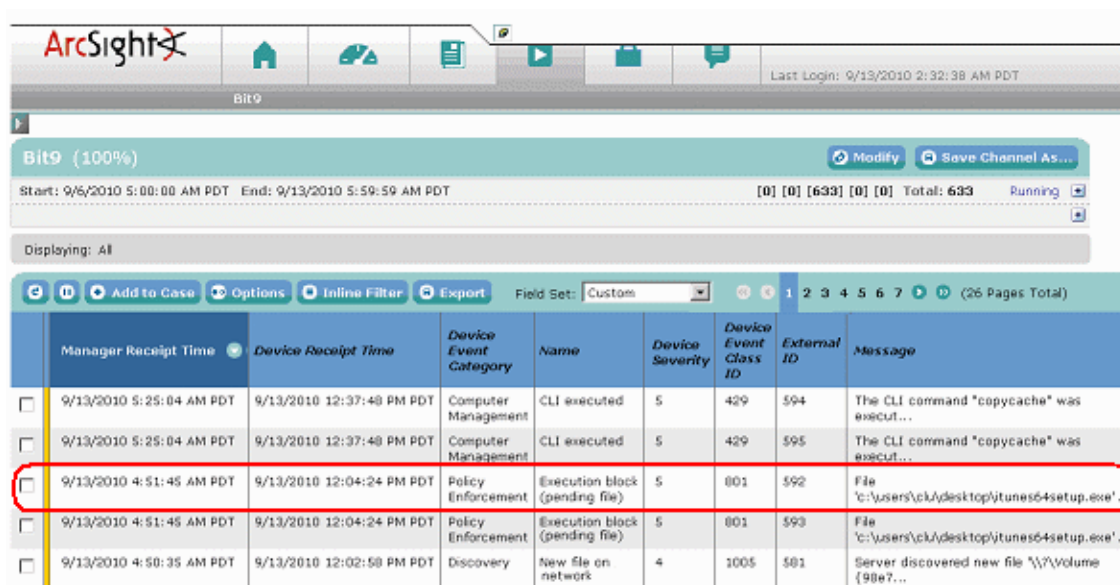 ArcSight
Last Login: 9/13/2010 2:32:38 AM PDT
Bit9
Bit9 (100%)
Modify
Save Channel As...
Start: 9/6/2010 5:00:00 AM PDT End: 9/13/2010 5:59:59 AM PDT
[0] [0] [633] [0] [0] Total: 633
Running
Displaying: All
Add to Case
Options
Inline Filter
Export
Field Set: Custom
1 2 3 4 5 6 7
(26 Pages Total)
Manager Receipt Time
Device Receipt Time
Device Event Category
Name
Device Severity
Device Event Class ID
External ID
Message
9/13/2010 5:25:04 AM PDT
9/13/2010 12:37:48 PM PDT
Computer Management
CLI executed
5
429
594
The CLI command "copycache" was execut...
9/13/2010 5:25:04 AM PDT
9/13/2010 12:37:48 PM PDT
Computer Management
CLI executed
5
429
595
The CLI command "copycache" was execut...
9/13/2010 4:51:45 AM PDT
9/13/2010 12:04:24 PM PDT
Policy Enforcement
Execution block (pending file)
5
801
592
File 'c:\users\clu\desktop\itunes64setup.exe'
9/13/2010 4:51:45 AM PDT
9/13/2010 12:04:24 PM PDT
Policy Enforcement
Execution block (pending file)
5
801
593
File 'c:\users\clu\desktop\itunes64setup.exe'
9/13/2010 4:50:35 AM PDT
9/13/2010 12:02:58 PM PDT
Discovery
New file on network
4
1005
581
Server discovered new file "\\?\Volume {98e7...